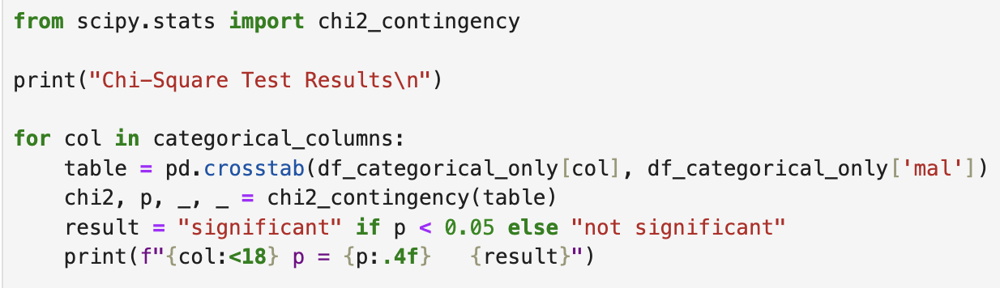 from scipy.stats import chi2_contingency

print("Chi-Square Test Results\n")

for col in categorical_columns:
    table = pd.crosstab(df_categorical_only[col], df_categorical_only['mal'])
    chi2, p, _, _ = chi2_contingency(table)
    result = "significant" if p < 0.05 else "not significant"
    print(f"{col:<18} p = {p:.4f}   {result}")